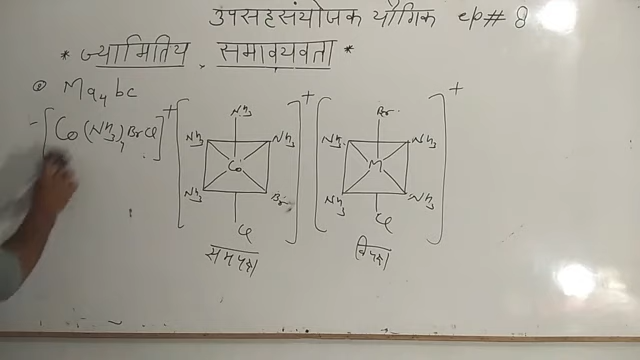 उपसहसंयोजक यौगिक ep# 8
* ज्यामितिय समावयवता *
Ma4bc
[Co(NH3)4BrCl]+
NH3
NH3 NH3
Co
NH3 Br
Cl
समपक्ष
+
Br
NH3 NH3
M
NH3 NH3
Cl
विपक्ष
+